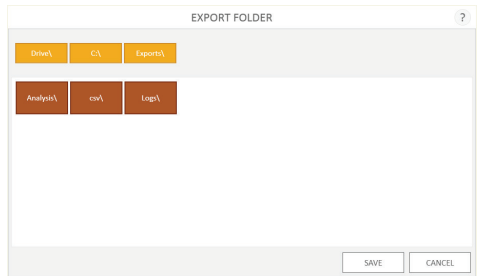 EXPORT FOLDER ?
Drive\ C:\ Exports\
Analysis\ csv\ Logs\
SAVE CANCEL